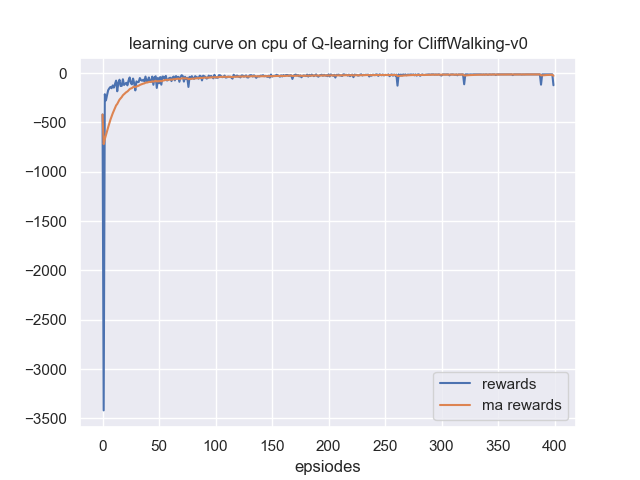 learning curve on cpu of Q-learning for CliffWalking-v0
0
−500
−1000
−1500
−2000
−2500
−3000
−3500
0 50 100 150 200 250 300 350 400
epsiodes
rewards
ma rewards